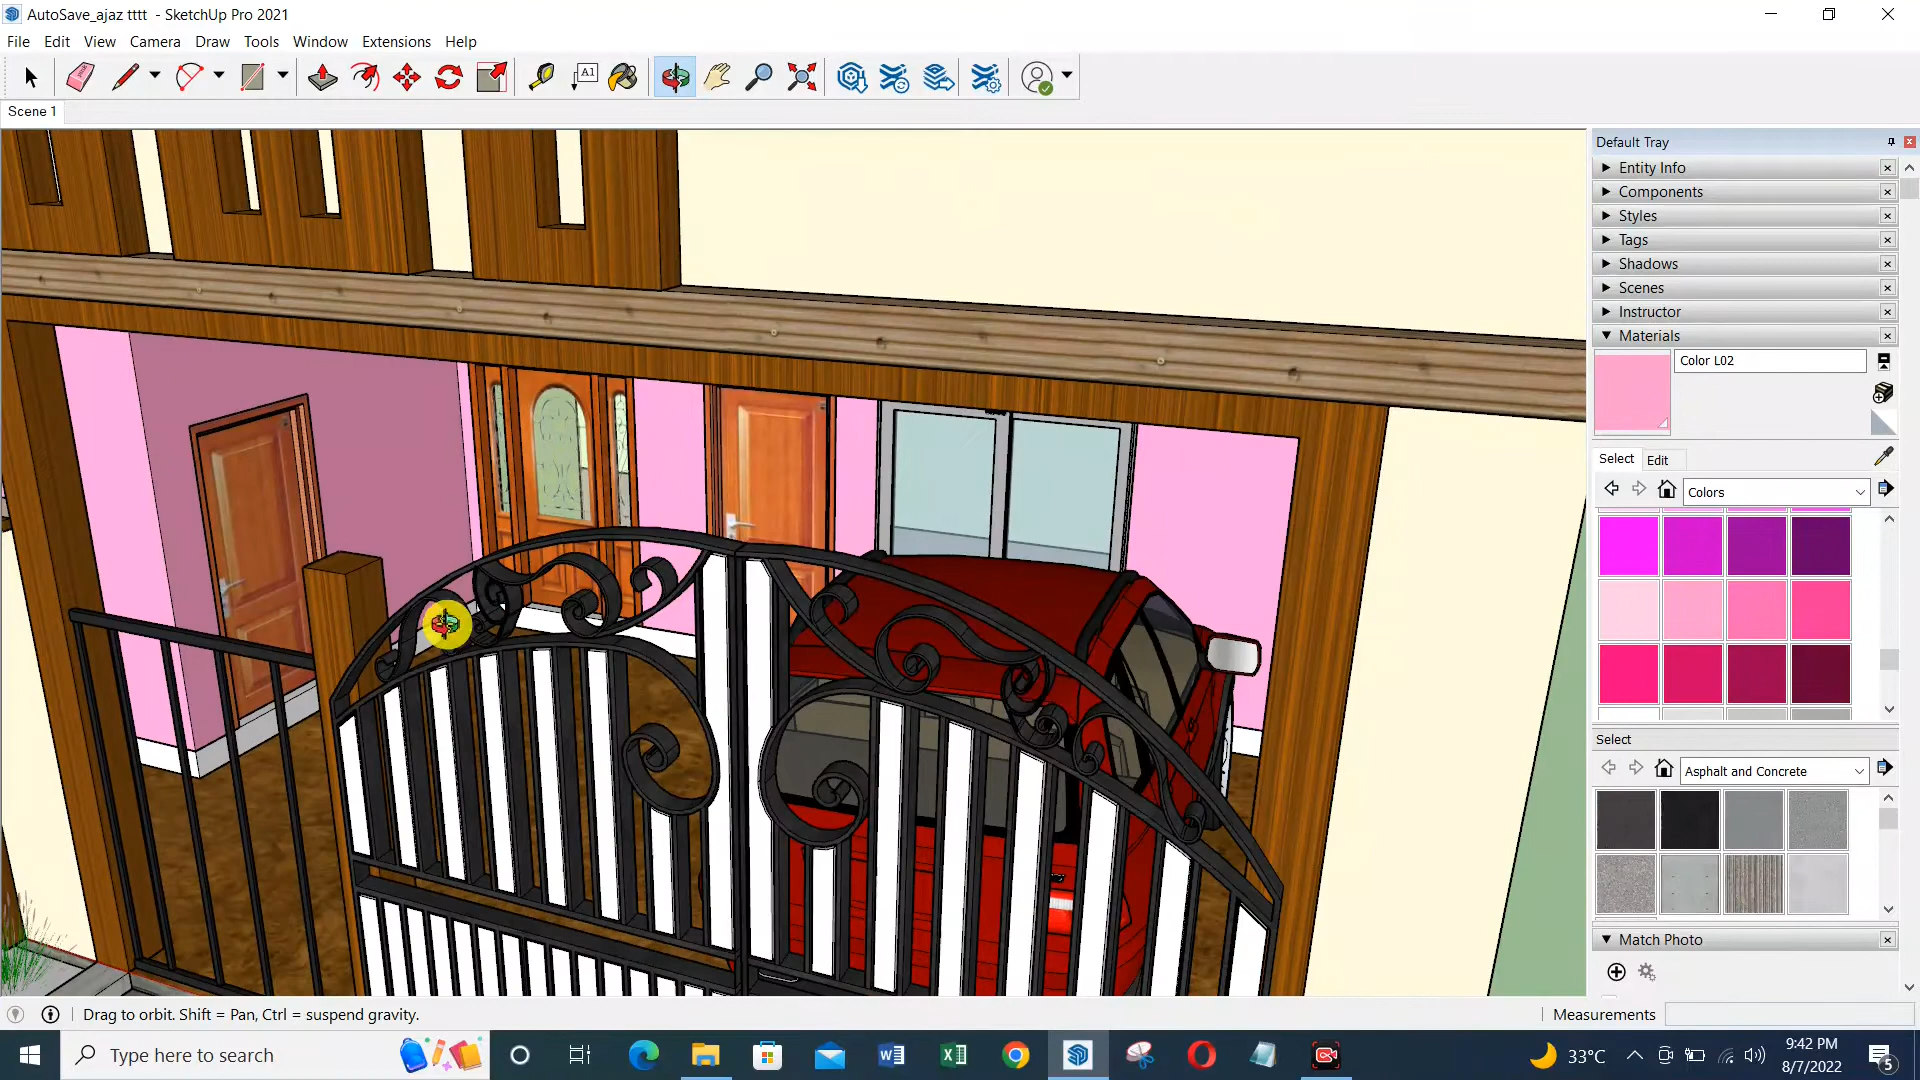 AutoSave_ajaz tttt - SketchUp Pro 2021
File Edit View Camera Draw Tools Window Extensions Help
A1
Scene 1
Default Tray
Entity Info
Components
Styles
Tags
Shadows
Scenes
Instructor
Materials
Color L02
Select Edit
Colors
Select
Asphalt and Concrete
Match Photo
Drag to orbit. Shift = Pan, Ctrl = suspend gravity.
Measurements
Type here to search
33°C
9:42 PM
8/7/2022
5